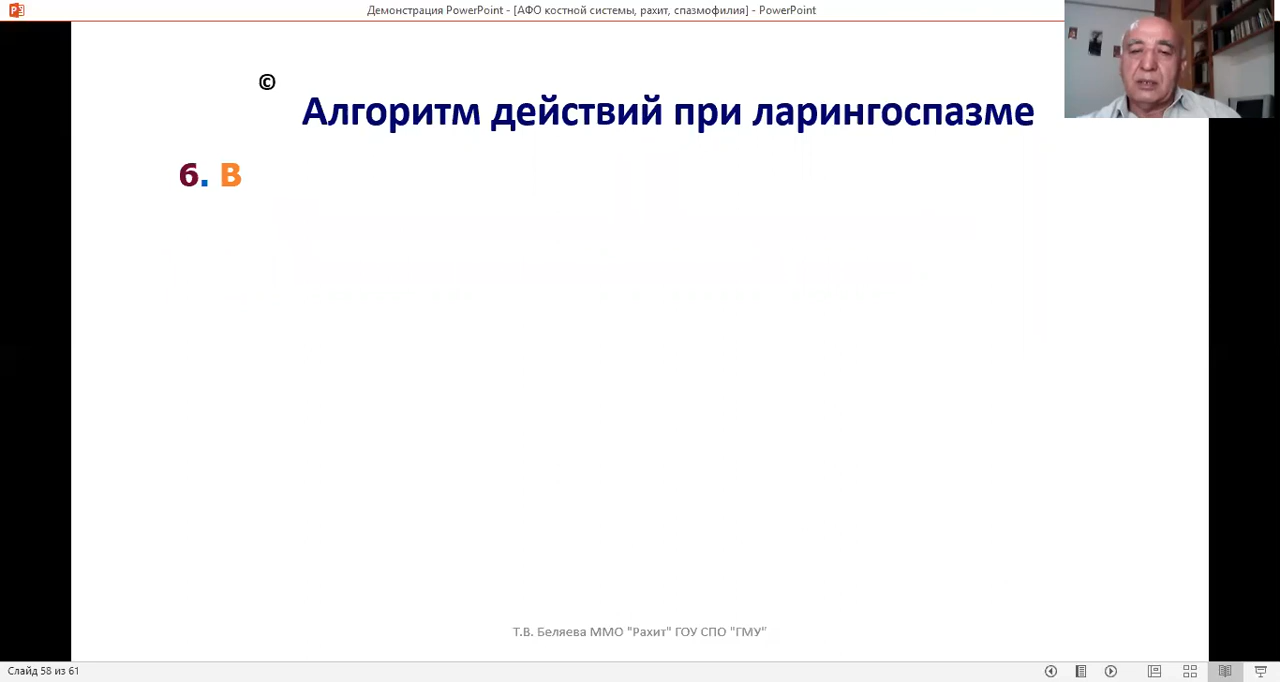 Демонстрация PowerPoint - [АФО костной системы, рахит, спазмофилия] - PowerPoint
©
Алгоритм действий при ларингоспазме
6. В
Т.В. Беляева ММО "Рахит" ГОУ СПО "ГМУ"
Слайд 58 из 61